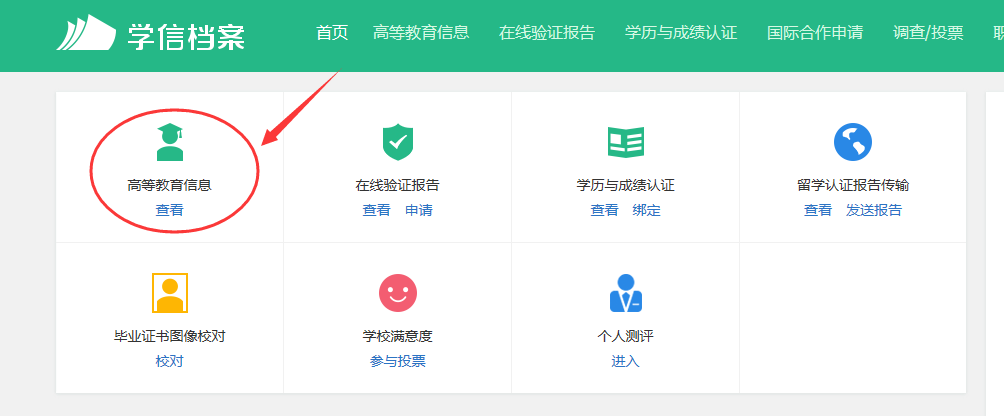 学信档案 首页 高等教育信息 在线验证报告 学历与成绩认证 国际合作申请 调查/投票
高等教育信息 在线验证报告 学历与成绩认证 留学认证报告传输
查看 查看 申请 查看 绑定 查看 发送报告
毕业证书图像校对 学校满意度 个人测评
校对 参与投票 进入